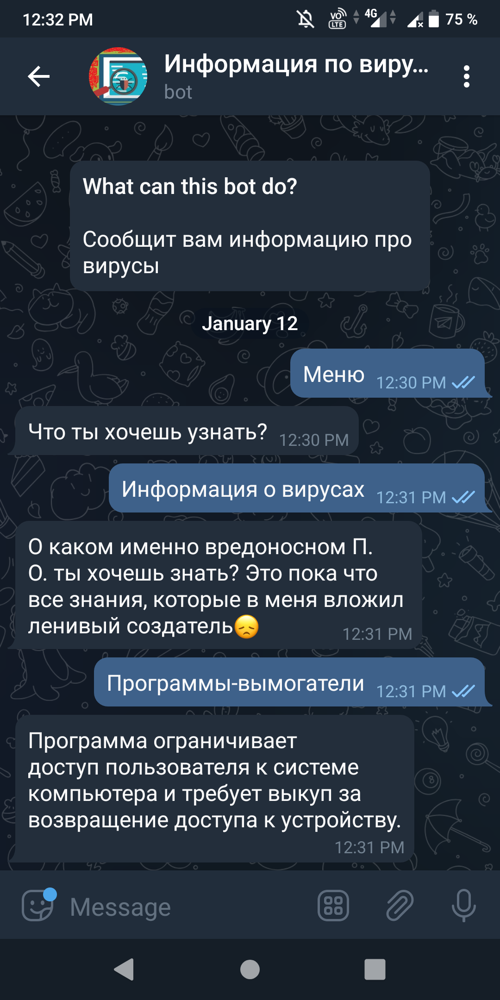 12:32 PM
VO
LTE
4G
75 %
Информация по виру...
bot
What can this bot do?
Сообщит вам информацию про
вирусы
January 12
Меню 12:30 PM
Что ты хочешь узнать? 12:30 PM
Информация о вирусах 12:31 PM
О каком именно вредоносном П.
О. ты хочешь знать? Это пока что
все знания, которые в меня вложил
ленивый создатель😞 12:31 PM
Программы-вымогатели 12:31 PM
Программа ограничивает
доступ пользователя к системе
компьютера и требует выкуп за
возвращение доступа к устройству.
12:31 PM
Message